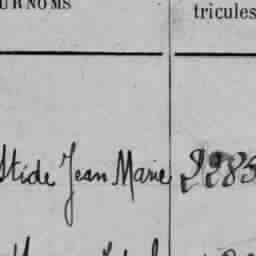 URNOMS
tricules
Stide Jean Marie 2285